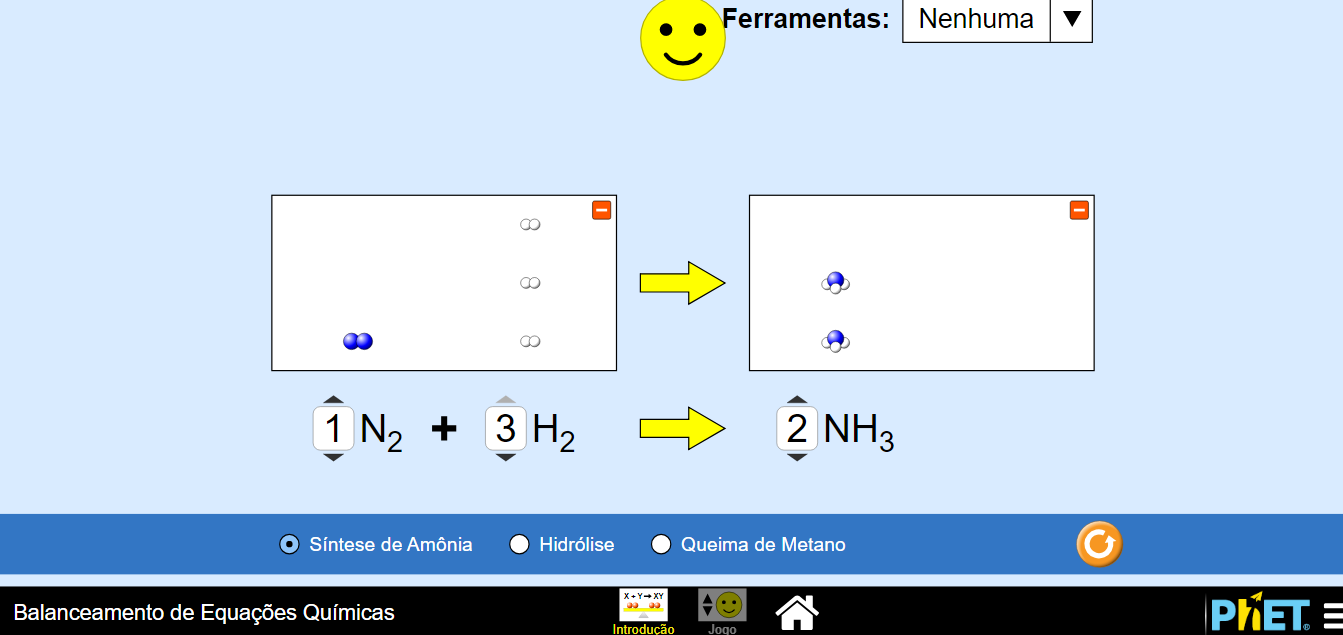 Ferramentas: Nenhuma ▼
1 N₂ + 3 H₂ 2 NH₃
Síntese de Amônia Hidrólise Queima de Metano
Balanceamento de Equações Químicas
X + Y → XY
Introdução
Jogo
PhET®